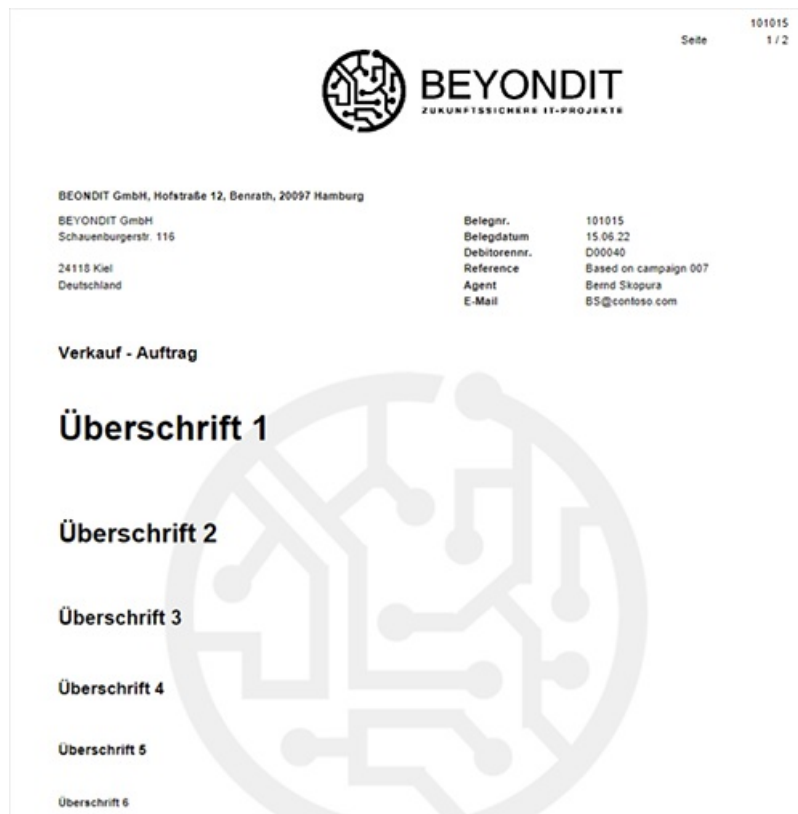 101015
Seite 1 / 2
BEYONDIT
ZUKUNFTSSICHERE IT-PROJEKTE
BEONDIT GmbH, Hofstraße 12, Benrath, 20097 Hamburg
BEYONDIT GmbH
Schauenburgerstr. 116
24118 Kiel
Deutschland
Belegnr. 101015
Belegdatum 15.06.22
Debitorennr. D00040
Reference Based on campaign 007
Agent Bernd Skopura
E-Mail BS@contoso.com
Verkauf - Auftrag
Überschrift 1
Überschrift 2
Überschrift 3
Überschrift 4
Überschrift 5
Überschrift 6